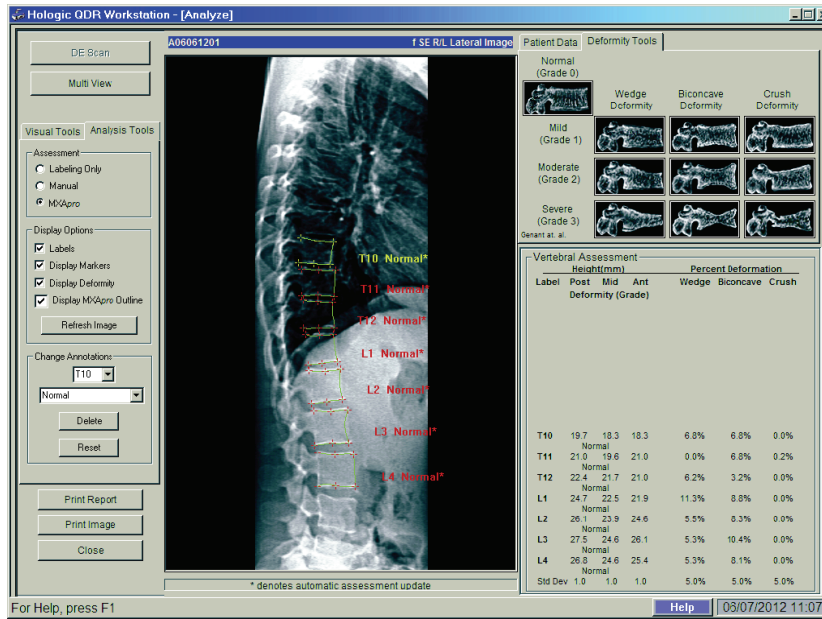 Hologic QDR Workstation - [Analyze]
DE Scan
Multi View
Visual Tools Analysis Tools
Assessment
Labeling Only
Manual
MXApro
Display Options
Labels
Display Markers
Display Deformity
Display MXApro Outline
Refresh Image
Change Annotations
T10
Normal
Delete
Reset
Print Report
Print Image
Close
A06061201 f SE R/L Lateral Image
T10 Normal*
T11 Normal*
T12 Normal*
L1 Normal*
L2 Normal*
L3 Normal*
L4 Normal*
* denotes automatic assessment update
Patient Data Deformity Tools
Normal
(Grade 0)
Wedge Deformity Biconcave Deformity Crush Deformity
Mild
(Grade 1)
Moderate
(Grade 2)
Severe
(Grade 3)
Genant at. al.
Vertebral Assessment
Height(mm) Percent Deformation
Label Post Mid Ant Wedge Biconcave Crush
Deformity (Grade)
T10 19.7 18.3 18.3 6.8% 6.8% 0.0%
Normal
T11 21.0 19.6 21.0 0.0% 6.8% 0.2%
Normal
T12 22.4 21.7 21.0 6.2% 3.2% 0.0%
Normal
L1 24.7 22.5 21.9 11.3% 8.8% 0.0%
Normal
L2 26.1 23.9 24.6 5.5% 8.3% 0.0%
Normal
L3 27.5 24.6 26.1 5.3% 10.4% 0.0%
Normal
L4 26.8 24.6 25.4 5.3% 8.1% 0.0%
Normal
Std Dev 1.0 1.0 1.0 5.0% 5.0% 5.0%
For Help, press F1
Help 06/07/2012 11:07